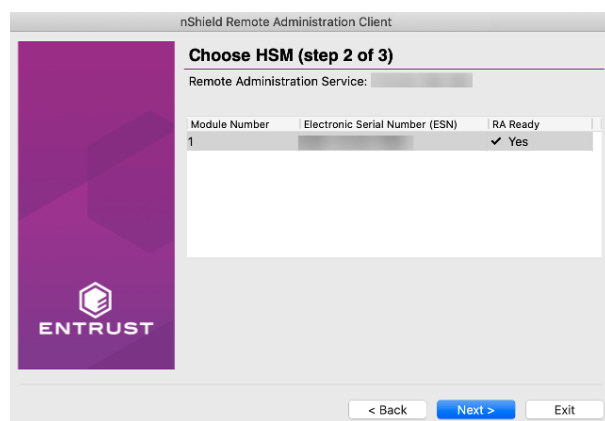 nShield Remote Administration Client
Choose HSM (step 2 of 3)
Remote Administration Service:
Module Number Electronic Serial Number (ESN) RA Ready
1 ✔ Yes
ENTRUST
< Back Next > Exit